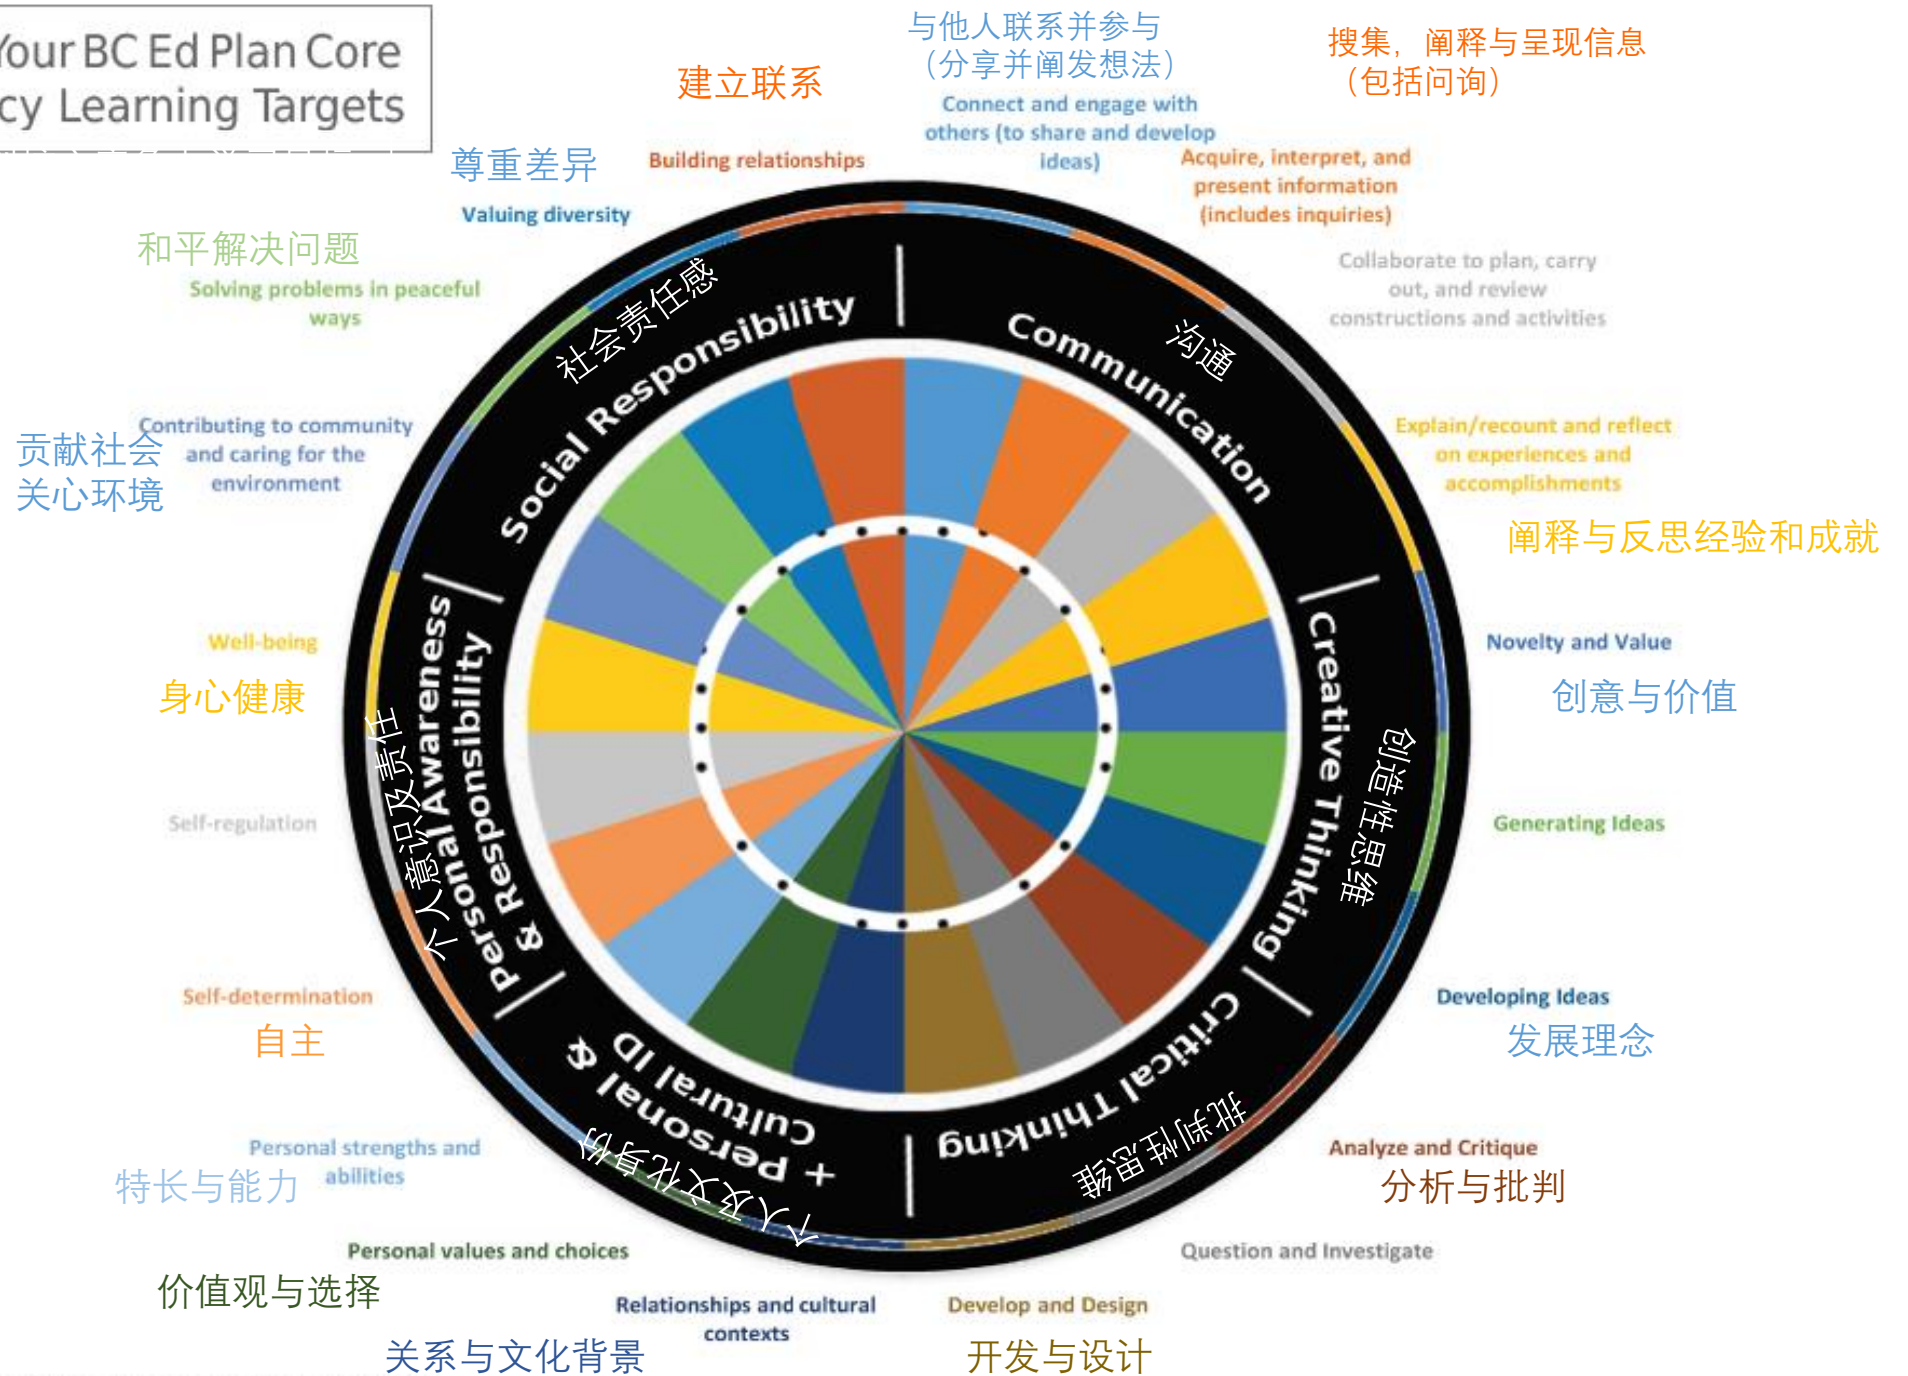 Your BC Ed Plan Core
cy Learning Targets
建立联系
Building relationships
与他人联系并参与
（分享并阐发想法）
Connect and engage with
others (to share and develop
ideas)
搜集，阐释与呈现信息
（包括问询）
Acquire, interpret, and
present information
(includes inquiries)
尊重差异
Valuing diversity
和平解决问题
Solving problems in peaceful
ways
Collaborate to plan, carry
out, and review
constructions and activities
贡献社会
关心环境
Contributing to community
and caring for the
environment
Explain/recount and reflect
on experiences and
accomplishments
阐释与反思经验和成就
社会责任感
Social Responsibility
沟通
Communication
Well-being
身心健康
Novelty and Value
创意与价值
个人意识及责任
Personal Awareness
& Responsibility
Creative Thinking
创造性思维
Self-regulation
Generating Ideas
Self-determination
自主
Developing Ideas
发展理念
+ Personal &
Cultural ID
个人及文化身份
Critical Thinking
批判性思维
Personal strengths and
abilities
特长与能力
Analyze and Critique
分析与批判
Personal values and choices
价值观与选择
Question and Investigate
Relationships and cultural
contexts
关系与文化背景
Develop and Design
开发与设计